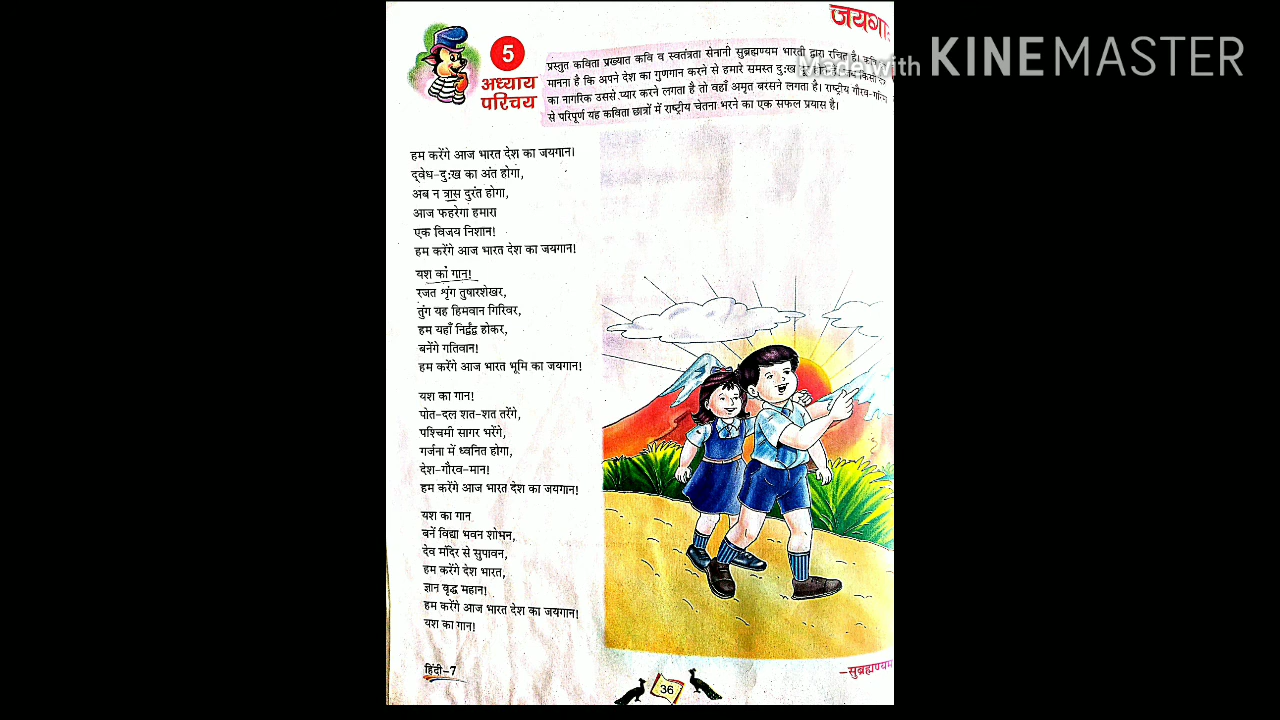 जयगा
5
अध्याय
परिचय
प्रस्तुत कविता प्रख्यात कवि व स्वतंत्रता सेनानी सुब्रह्मण्यम भारती द्वारा रचित है।
मानना है कि अपने देश का गुणगान करने से हमारे समस्त दु:ख
का नागरिक उससे प्यार करने लगता है तो वहाँ अमृत बरसने लगता है। राष्ट्रीय गौरव-गरिमा
से परिपूर्ण यह कविता छात्रों में राष्ट्रीय चेतना भरने का एक सफल प्रयास है।
Made with KINEMASTER
हम करेंगे आज भारत देश का जयगान।
द्वेध-दु:ख का अंत होगा,
अब न त्रास दुरंत होगा,
आज फहरेगा हमारा
एक विजय निशान!
हम करेंगे आज भारत देश का जयगान!
यश का गान!
रजत शृंग तुषारशेखर,
तुंग यह हिमवान गिरिवर,
हम यहाँ निर्द्वंद्व होकर,
बनेंगे गतिवान!
हम करेंगे आज भारत भूमि का जयगान!
यश का गान!
पोत-दल शत-शत तरेंगे,
पश्चिमी सागर भरेंगे,
गर्जना में ध्वनित होगा,
देश-गौरव-मान!
हम करेंगे आज भारत देश का जयगान!
यश का गान
बनें विद्या भवन शोभन,
देव मंदिर से सुपावन,
हम करेंगे देश भारत,
ज्ञान वृद्ध महान!
हम करेंगे आज भारत देश का जयगान!
यश का गान!
–सुब्रह्मण्यम
हिंदी-7
36